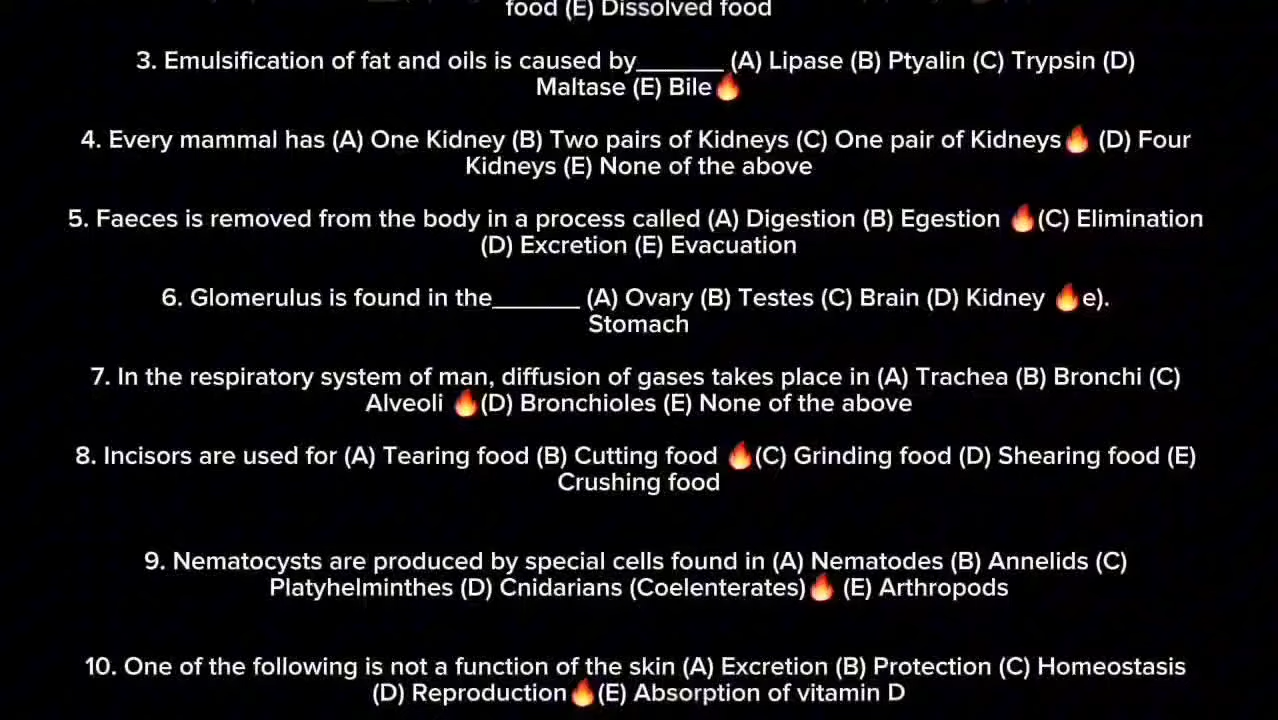 food (E) Dissolved food
3. Emulsification of fat and oils is caused by_______ (A) Lipase (B) Ptyalin (C) Trypsin (D)
Maltase (E) Bile🔥
4. Every mammal has (A) One Kidney (B) Two pairs of Kidneys (C) One pair of Kidneys🔥 (D) Four
Kidneys (E) None of the above
5. Faeces is removed from the body in a process called (A) Digestion (B) Egestion 🔥(C) Elimination
(D) Excretion (E) Evacuation
6. Glomerulus is found in the_______ (A) Ovary (B) Testes (C) Brain (D) Kidney 🔥e).
Stomach
7. In the respiratory system of man, diffusion of gases takes place in (A) Trachea (B) Bronchi (C)
Alveoli 🔥(D) Bronchioles (E) None of the above
8. Incisors are used for (A) Tearing food (B) Cutting food 🔥(C) Grinding food (D) Shearing food (E)
Crushing food
9. Nematocysts are produced by special cells found in (A) Nematodes (B) Annelids (C)
Platyhelminthes (D) Cnidarians (Coelenterates)🔥 (E) Arthropods
10. One of the following is not a function of the skin (A) Excretion (B) Protection (C) Homeostasis
(D) Reproduction🔥(E) Absorption of vitamin D